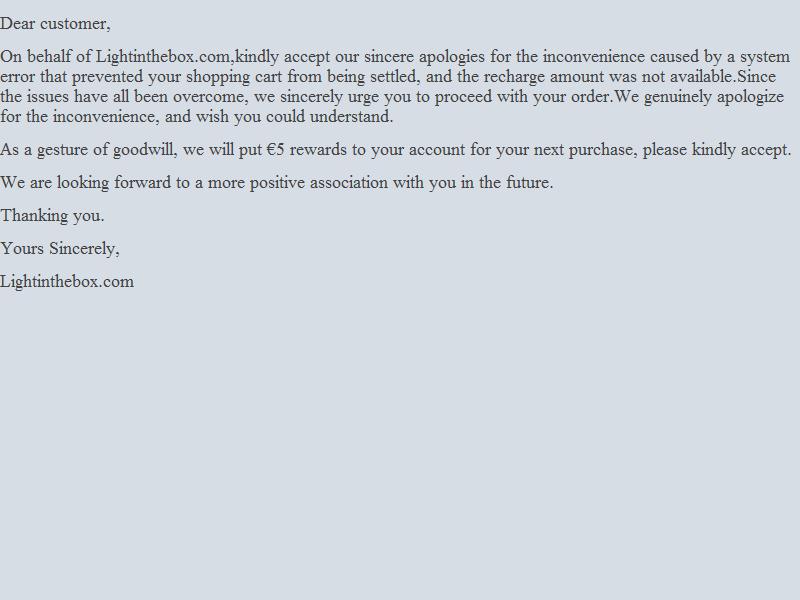 Dear customer,
On behalf of Lightinthebox.com,kindly accept our sincere apologies for the inconvenience caused by a system
error that prevented your shopping cart from being settled, and the recharge amount was not available.Since
the issues have all been overcome, we sincerely urge you to proceed with your order.We genuinely apologize
for the inconvenience, and wish you could understand.
As a gesture of goodwill, we will put €5 rewards to your account for your next purchase, please kindly accept.
We are looking forward to a more positive association with you in the future.
Thanking you.
Yours Sincerely,
Lightinthebox.com